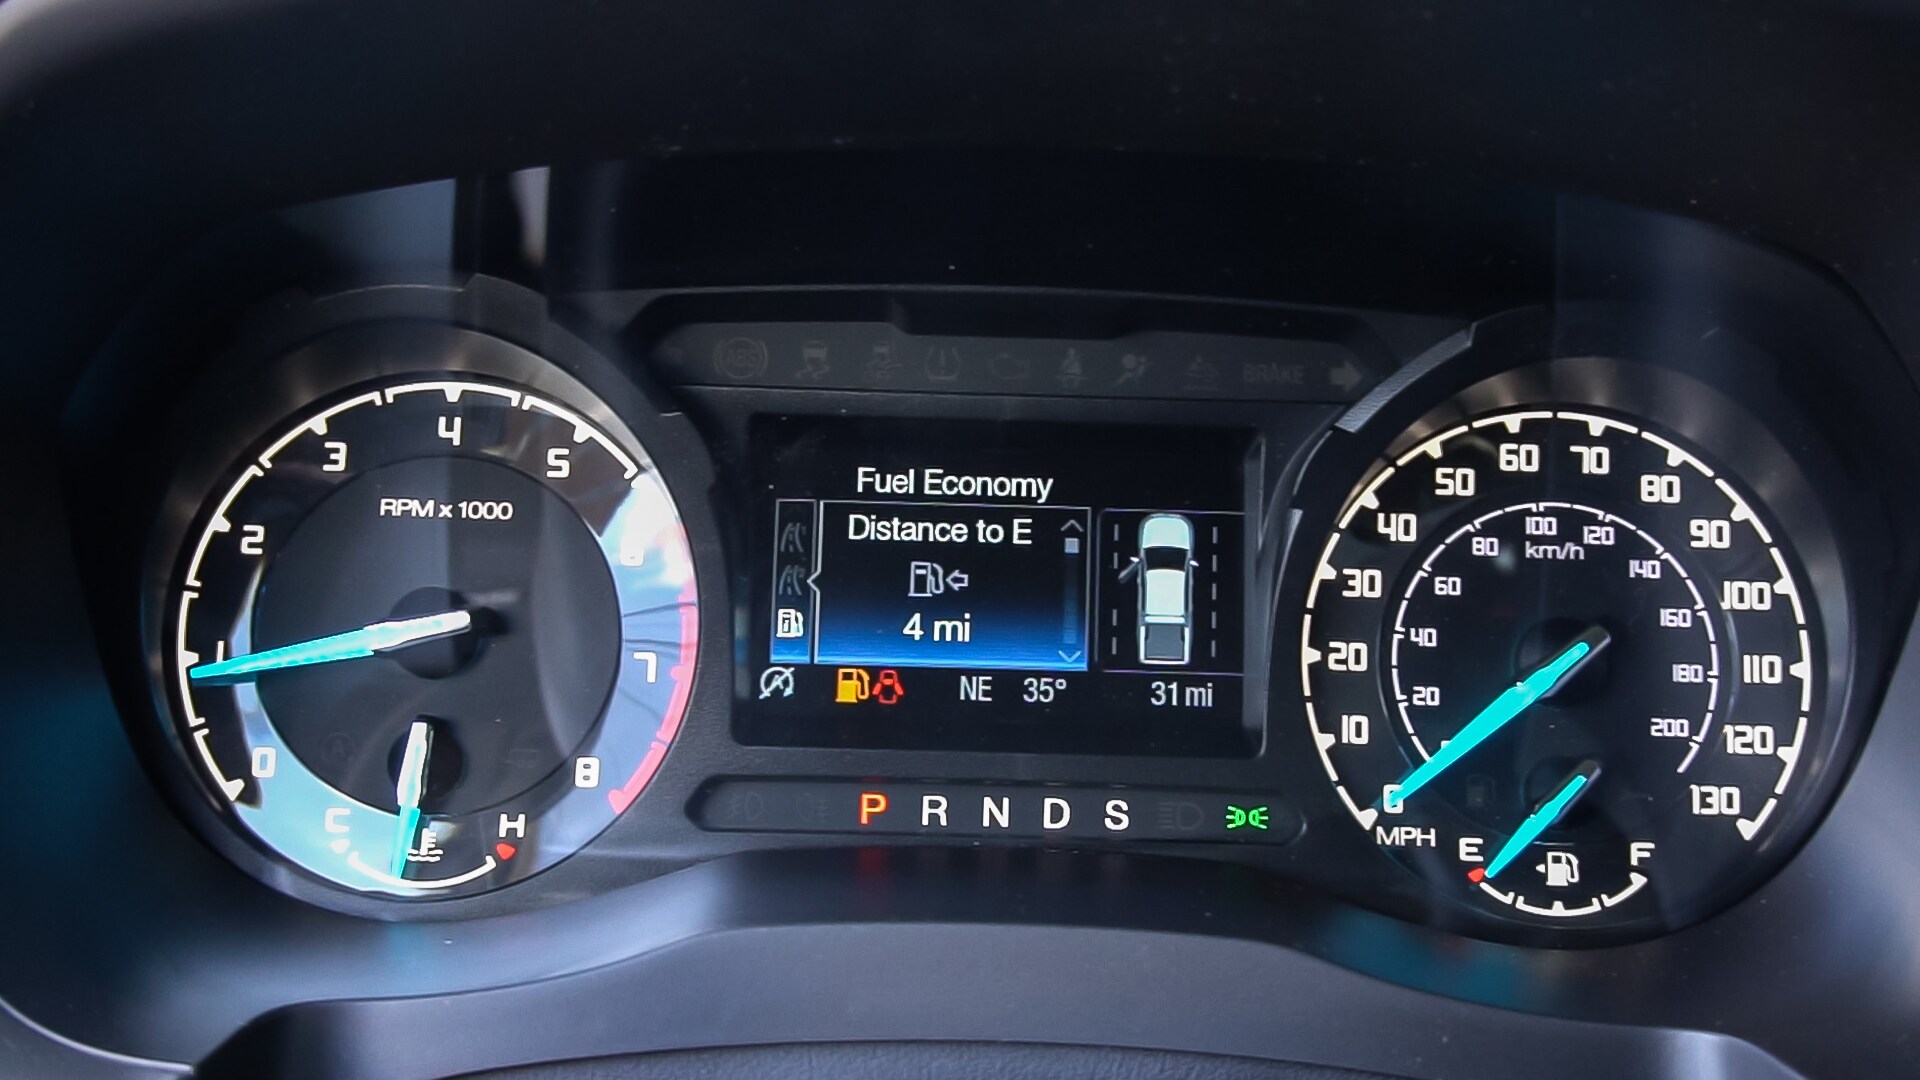 ABS
BRAKE
0
1
2
3
4
5
6
7
8
RPM x 1000
C
H
Fuel Economy
Distance to E
4 mi
NE 35° 31 mi
P R N D S
0
10
20
30
40
50
60
70
80
90
100
110
120
130
MPH
20
40
60
80
100
120
140
160
180
200
km/h
E
F